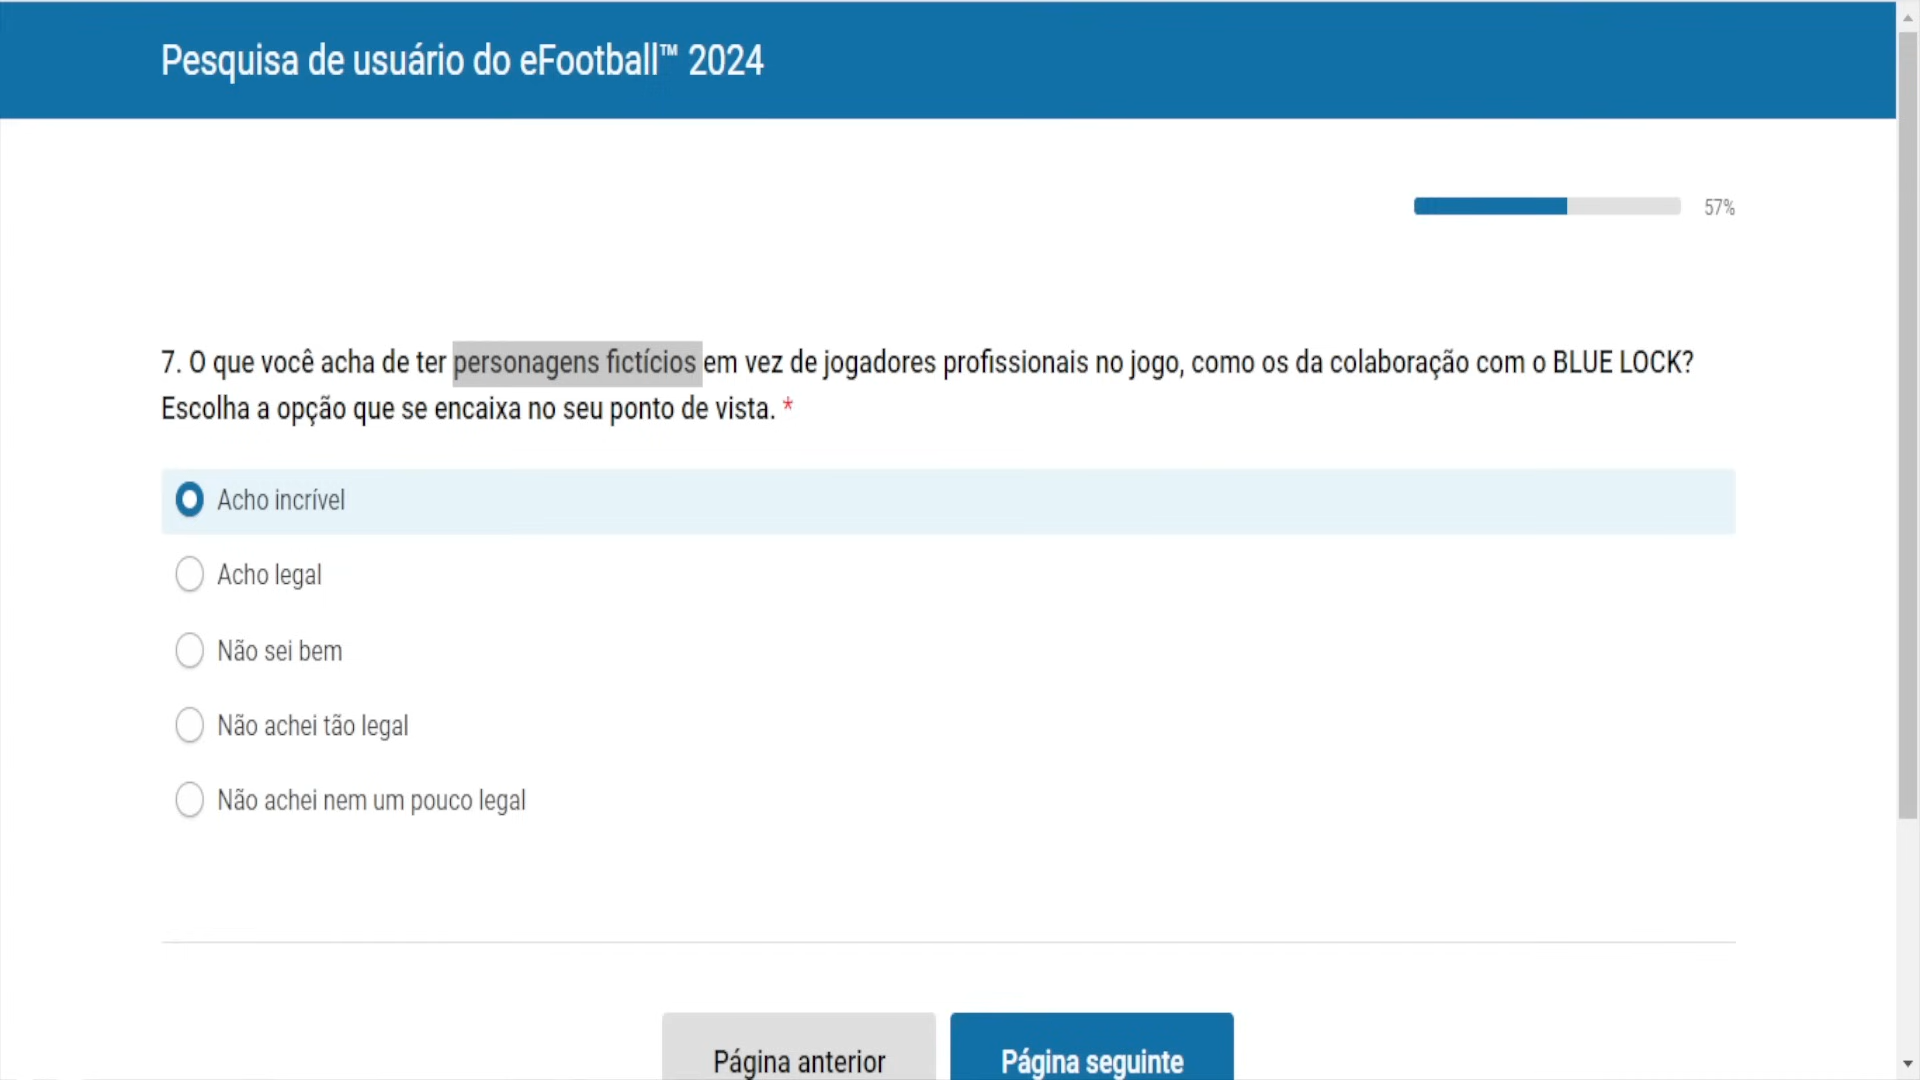 Pesquisa de usuário do eFootball™ 2024
57%
7. O que você acha de ter personagens fictícios em vez de jogadores profissionais no jogo, como os da colaboração com o BLUE LOCK?
Escolha a opção que se encaixa no seu ponto de vista. *
Acho incrível
Acho legal
Não sei bem
Não achei tão legal
Não achei nem um pouco legal
Página anterior
Página seguinte